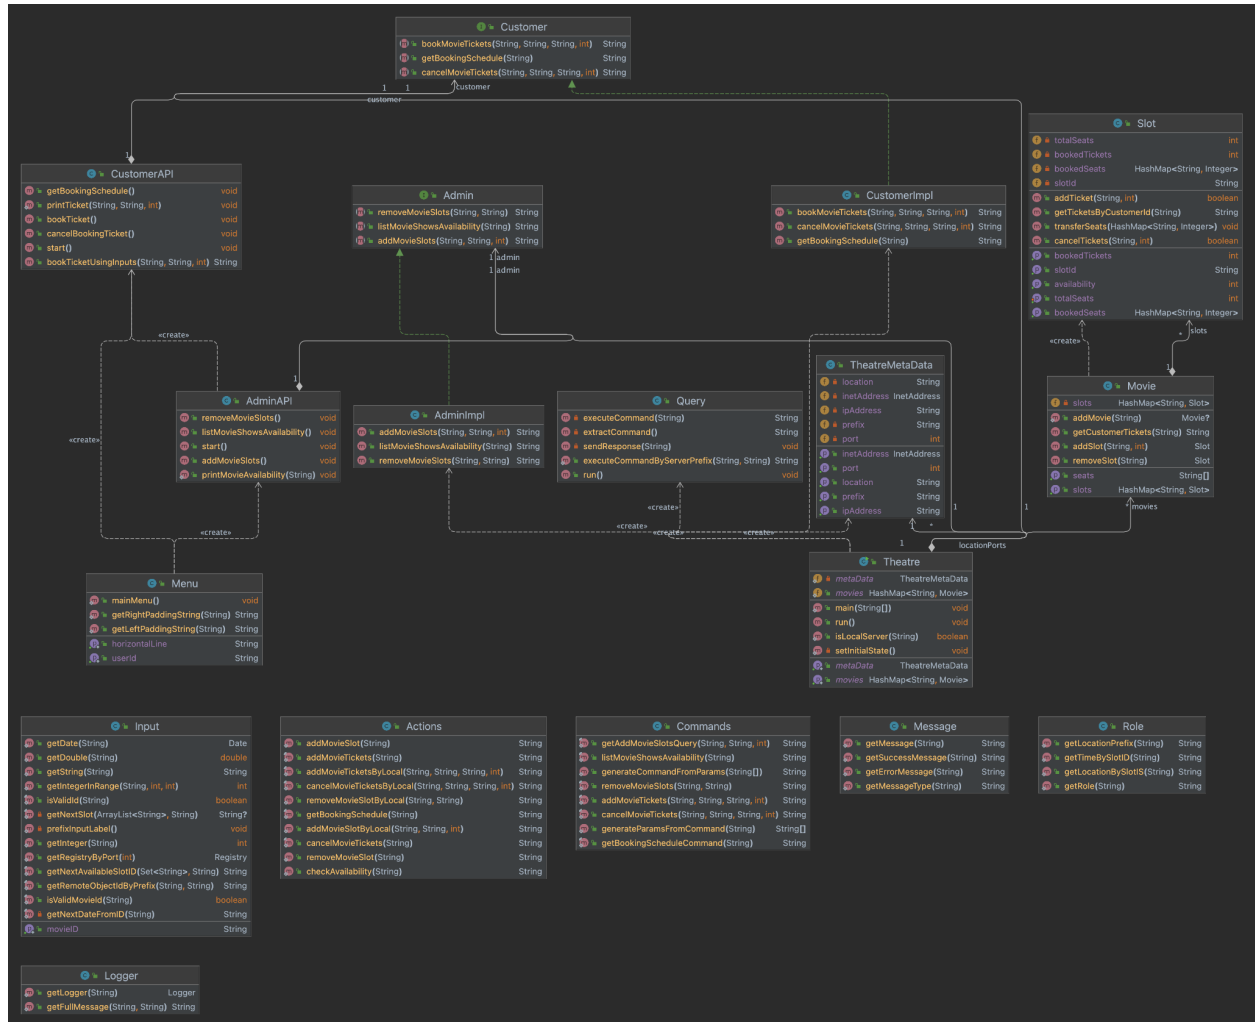 Customer
bookMovieTickets(String, String, String, int) String
getBookingSchedule(String) String
cancelMovieTickets(String, String, String, int) String
1 1 customer
customer
1
CustomerAPI
getBookingSchedule() void
printTicket(String, String, int) void
bookTicket() void
cancelBookingTicket() void
start() void
bookTicketUsingInputs(String, String, int) String
Admin
removeMovieSlots(String, String) String
listMovieShowsAvailability(String) String
addMovieSlots(String, String, int) String
1 admin
1 admin
CustomerImpl
bookMovieTickets(String, String, String, int) String
cancelMovieTickets(String, String, String, int) String
getBookingSchedule(String) String
Slot
totalSeats int
bookedTickets int
bookedSeats HashMap<String, Integer>
slotId String
addTicket(String, int) boolean
getTicketsByCustomerId(String) String
transferSeats(HashMap<String, Integer>) void
cancelTickets(String, int) boolean
bookedTickets int
slotId String
availability int
totalSeats int
bookedSeats HashMap<String, Integer>
«create»
«create»
* slots
1
1
AdminAPI
removeMovieSlots() void
listMovieShowsAvailability() void
start() void
addMovieSlots() void
printMovieAvailability(String) void
AdminImpl
addMovieSlots(String, String, int) String
listMovieShowsAvailability(String) String
removeMovieSlots(String, String) String
Query
executeCommand(String) String
extractCommand() String
sendResponse(String) void
executeCommandByServerPrefix(String, String) String
run() void
TheatreMetaData
location String
inetAddress InetAddress
ipAddress String
prefix String
port int
inetAddress InetAddress
port int
location String
prefix String
ipAddress String
Movie
slots HashMap<String, Slot>
addMovie(String) Movie?
getCustomerTickets(String) String
addSlot(String, int) Slot
removeSlot(String) Slot
seats String[]
slots HashMap<String, Slot>
«create»
«create»
1 1 * movies
«create» «create» «create» «create» «create» 1 *
1 locationPorts
Menu
mainMenu() void
getRightPaddingString(String) String
getLeftPaddingString(String) String
horizontalLine String
userid String
Theatre
metaData TheatreMetaData
movies HashMap<String, Movie>
main(String[]) void
run() void
isLocalServer(String) boolean
setInitialState() void
metaData TheatreMetaData
movies HashMap<String, Movie>
Input
getDate(String) Date
getDouble(String) double
getString(String) String
getIntegerInRange(String, int, int) int
isValidId(String) boolean
getNextSlot(ArrayList<String>, String) String?
prefixInputLabel() void
getInteger(String) int
getRegistryByPort(int) Registry
getNextAvailableSlotID(Set<String>, String) String
getRemoteObjectIdByPrefix(String, String) String
isValidMovieId(String) boolean
getNextDateFromID(String) String
movieID String
Actions
addMovieSlot(String) String
addMovieTickets(String) String
addMovieTicketsByLocal(String, String, String, int) String
cancelMovieTicketsByLocal(String, String, String, int) String
removeMovieSlotByLocal(String, String) String
getBookingSchedule(String) String
addMovieSlotByLocal(String, String, int) String
cancelMovieTickets(String) String
removeMovieSlot(String) String
checkAvailability(String) String
Commands
getAddMovieSlotsQuery(String, String, int) String
listMovieShowsAvailability(String) String
generateCommandFromParams(String[]) String
removeMovieSlots(String, String) String
addMovieTickets(String, String, String, int) String
cancelMovieTickets(String, String, String, int) String
generateParamsFromCommand(String) String[]
getBookingScheduleCommand(String) String
Message
getMessage(String) String
getSuccessMessage(String) String
getErrorMessage(String) String
getMessageType(String) String
Role
getLocationPrefix(String) String
getTimeBySlotID(String) String
getLocationBySlotIS(String) String
getRole(String) String
Logger
getLogger(String) Logger
getFullMessage(String, String) String